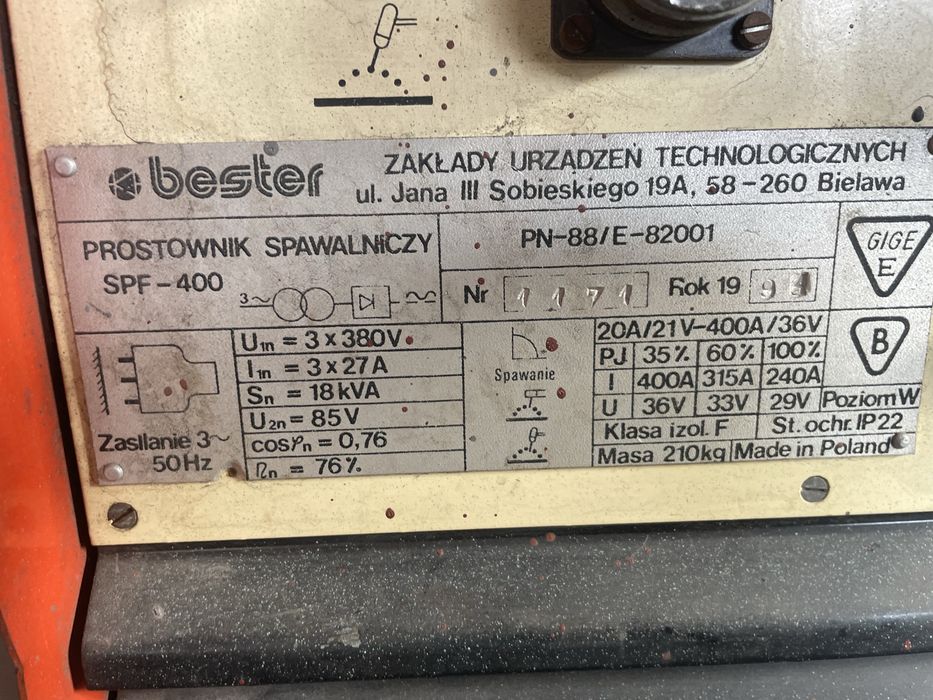 bester
ZAKŁADY URZĄDZEŃ TECHNOLOGICZNYCH
ul. Jana III Sobieskiego 19A, 58-260 Bielawa
PROSTOWNIK SPAWALNICZY
SPF-400
3~
PN-88/E-82001
Nr 1171 Rok 1994
GIGE
E
B
Zasilanie 3~
50Hz
U1n = 3 x 380V
I1n = 3 x 27A
Sn = 18 kVA
U2n = 85V
cosφn = 0,76
ηn = 76%
Spawanie
20A/21V-400A/36V
PJ 35% 60% 100%
I 400A 315A 240A
U 36V 33V 29V
Poziom W
Klasa izol. F St. ochr. IP22
Masa 210kg Made in Poland